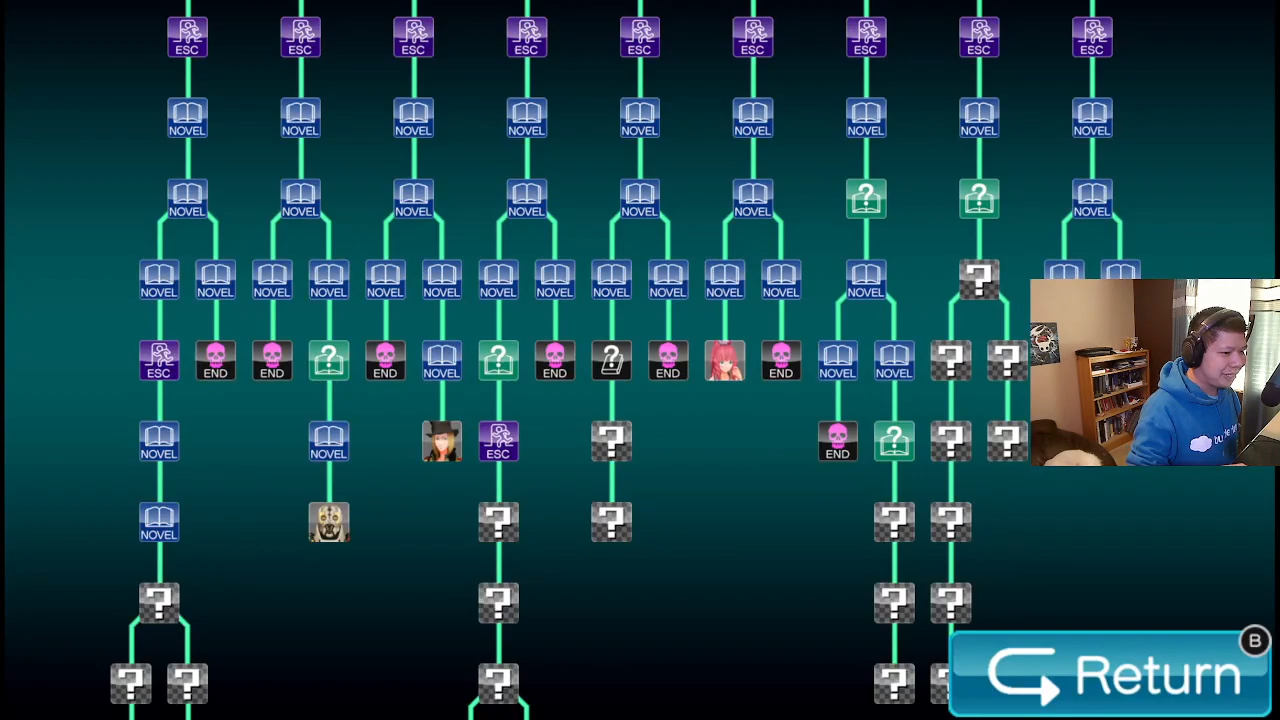 ESC ESC ESC ESC ESC ESC ESC ESC ESC
NOVEL NOVEL NOVEL NOVEL NOVEL NOVEL NOVEL NOVEL NOVEL
NOVEL NOVEL NOVEL NOVEL NOVEL NOVEL ? ? NOVEL
NOVEL NOVEL NOVEL NOVEL NOVEL NOVEL NOVEL NOVEL NOVEL NOVEL NOVEL NOVEL NOVEL ?
ESC END END ? END NOVEL ? END ? END END NOVEL NOVEL ? ?
NOVEL NOVEL ESC ? END ? ? ?
NOVEL ? ? ? ?
? ? ? ?
? ? ? ? ?
B
Return